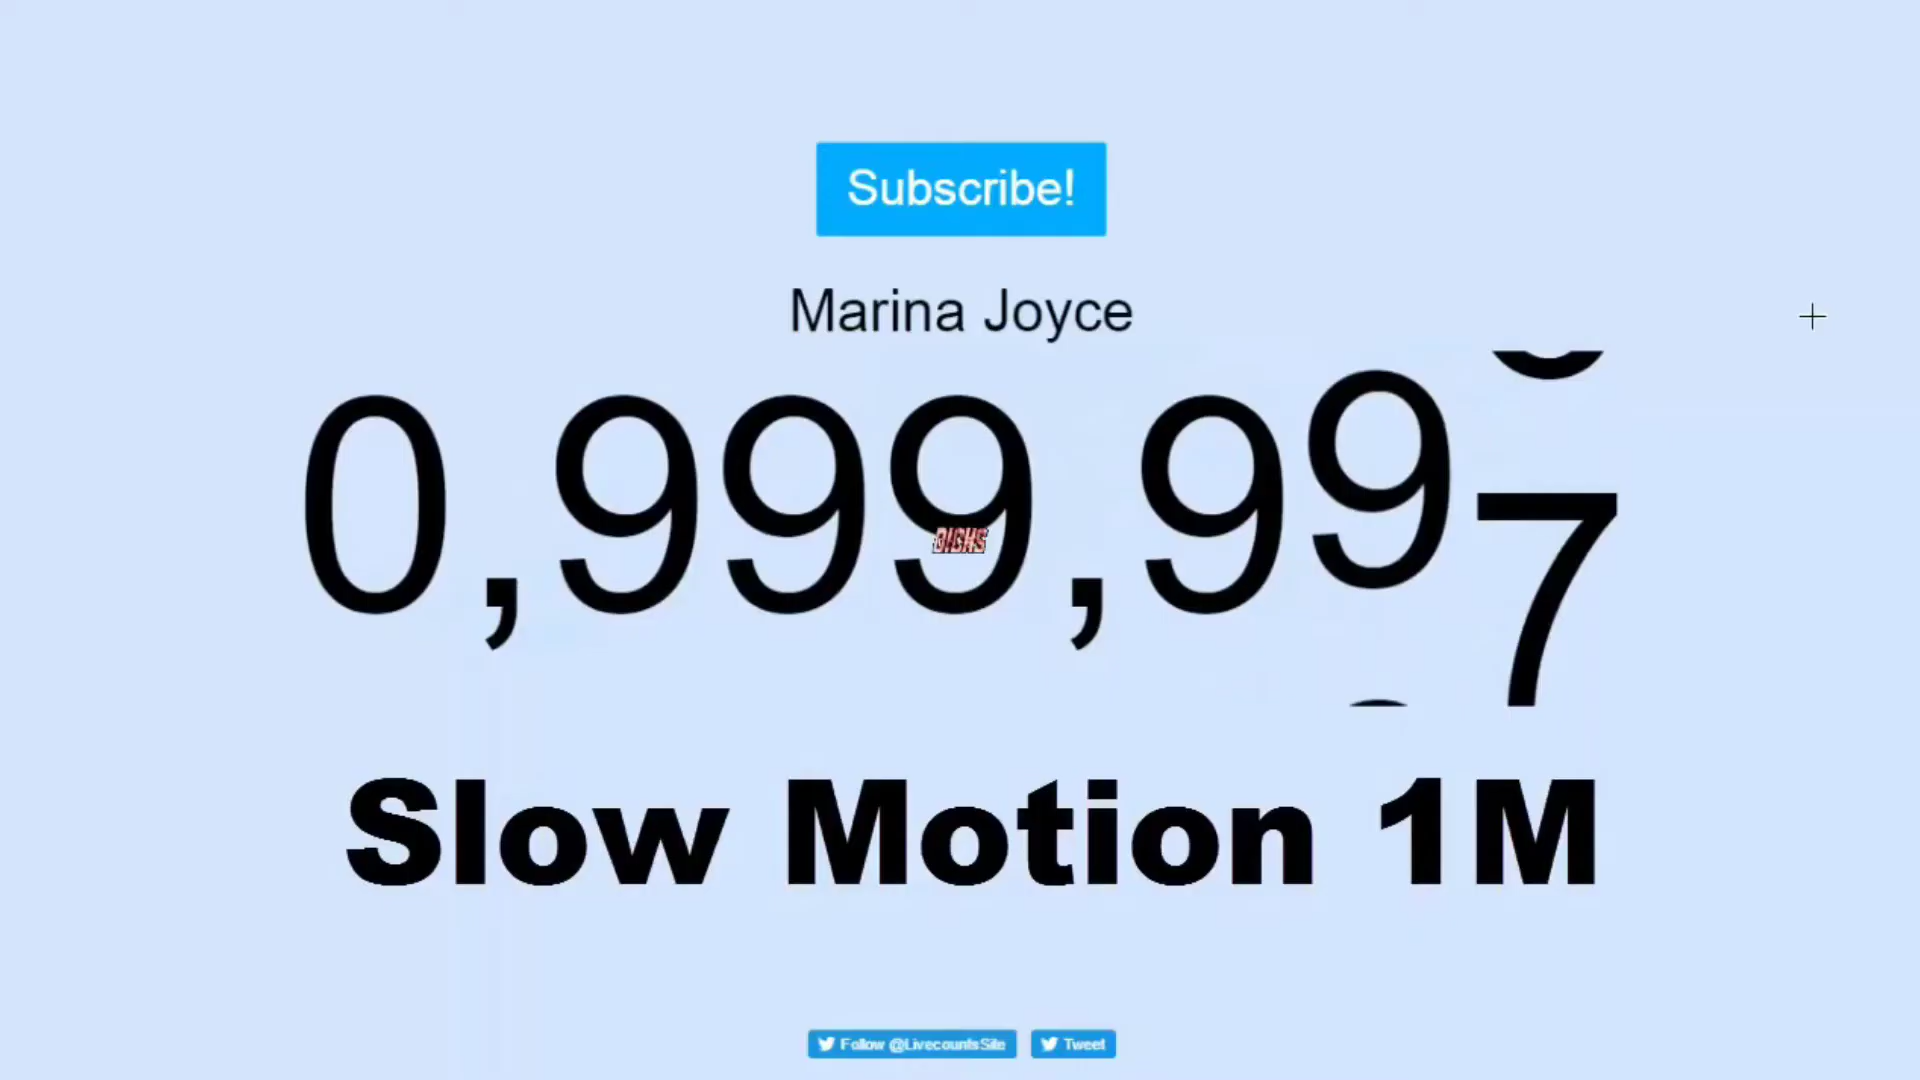 Subscribe!
Marina Joyce
0,999,997
Slow Motion 1M
Follow @LivecountsSite Tweet